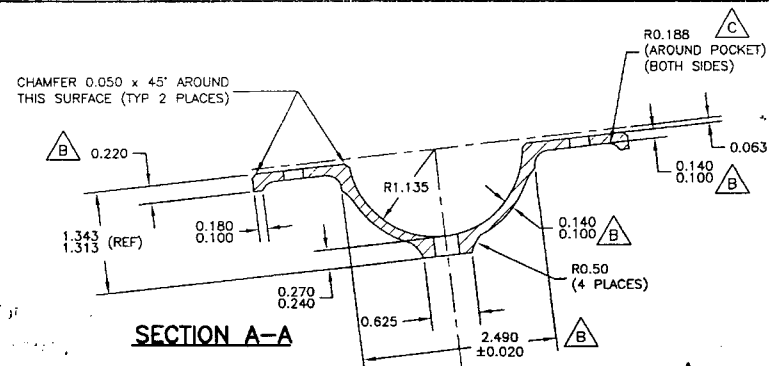 R0.188
(AROUND POCKET)
(BOTH SIDES)
C
CHAMFER 0.050 x 45° AROUND
THIS SURFACE (TYP 2 PLACES)
B 0.220
0.063
0.140
0.100
B
R1.135
1.343
1.313 (REF)
0.180
0.100
0.140
0.100 B
R0.50
(4 PLACES)
0.270
0.240
0.625
2.490
±0.020
B
SECTION A-A